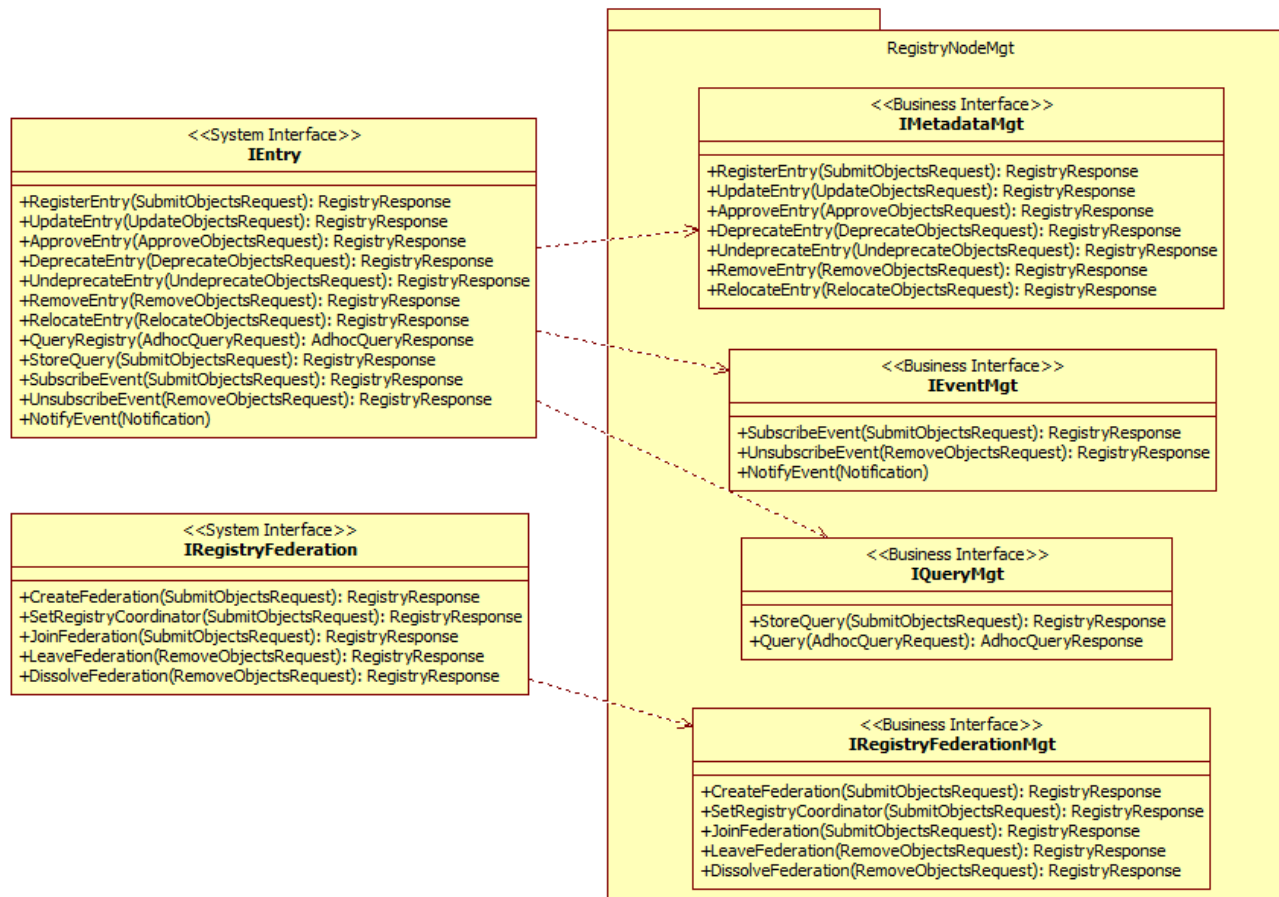 RegistryNodeMgt
<<System Interface>>
IEntry
+RegisterEntry(SubmitObjectsRequest): RegistryResponse
+UpdateEntry(UpdateObjectsRequest): RegistryResponse
+ApproveEntry(ApproveObjectsRequest): RegistryResponse
+DeprecateEntry(DeprecateObjectsRequest): RegistryResponse
+UndeprecateEntry(UndeprecateObjectsRequest): RegistryResponse
+RemoveEntry(RemoveObjectsRequest): RegistryResponse
+RelocateEntry(RelocateObjectsRequest): RegistryResponse
+QueryRegistry(AdhocQueryRequest): AdhocQueryResponse
+StoreQuery(SubmitObjectsRequest): RegistryResponse
+SubscribeEvent(SubmitObjectsRequest): RegistryResponse
+UnsubscribeEvent(RemoveObjectsRequest): RegistryResponse
+NotifyEvent(Notification)
<<System Interface>>
IRegistryFederation
+CreateFederation(SubmitObjectsRequest): RegistryResponse
+SetRegistryCoordinator(SubmitObjectsRequest): RegistryResponse
+JoinFederation(SubmitObjectsRequest): RegistryResponse
+LeaveFederation(RemoveObjectsRequest): RegistryResponse
+DissolveFederation(RemoveObjectsRequest): RegistryResponse
<<Business Interface>>
IMetadataMgt
+RegisterEntry(SubmitObjectsRequest): RegistryResponse
+UpdateEntry(UpdateObjectsRequest): RegistryResponse
+ApproveEntry(ApproveObjectsRequest): RegistryResponse
+DeprecateEntry(DeprecateObjectsRequest): RegistryResponse
+UndeprecateEntry(UndeprecateObjectsRequest): RegistryResponse
+RemoveEntry(RemoveObjectsRequest): RegistryResponse
+RelocateEntry(RelocateObjectsRequest): RegistryResponse
<<Business Interface>>
IEventMgt
+SubscribeEvent(SubmitObjectsRequest): RegistryResponse
+UnsubscribeEvent(RemoveObjectsRequest): RegistryResponse
+NotifyEvent(Notification)
<<Business Interface>>
IQueryMgt
+StoreQuery(SubmitObjectsRequest): RegistryResponse
+Query(AdhocQueryRequest): AdhocQueryResponse
<<Business Interface>>
IRegistryFederationMgt
+CreateFederation(SubmitObjectsRequest): RegistryResponse
+SetRegistryCoordinator(SubmitObjectsRequest): RegistryResponse
+JoinFederation(SubmitObjectsRequest): RegistryResponse
+LeaveFederation(RemoveObjectsRequest): RegistryResponse
+DissolveFederation(RemoveObjectsRequest): RegistryResponse